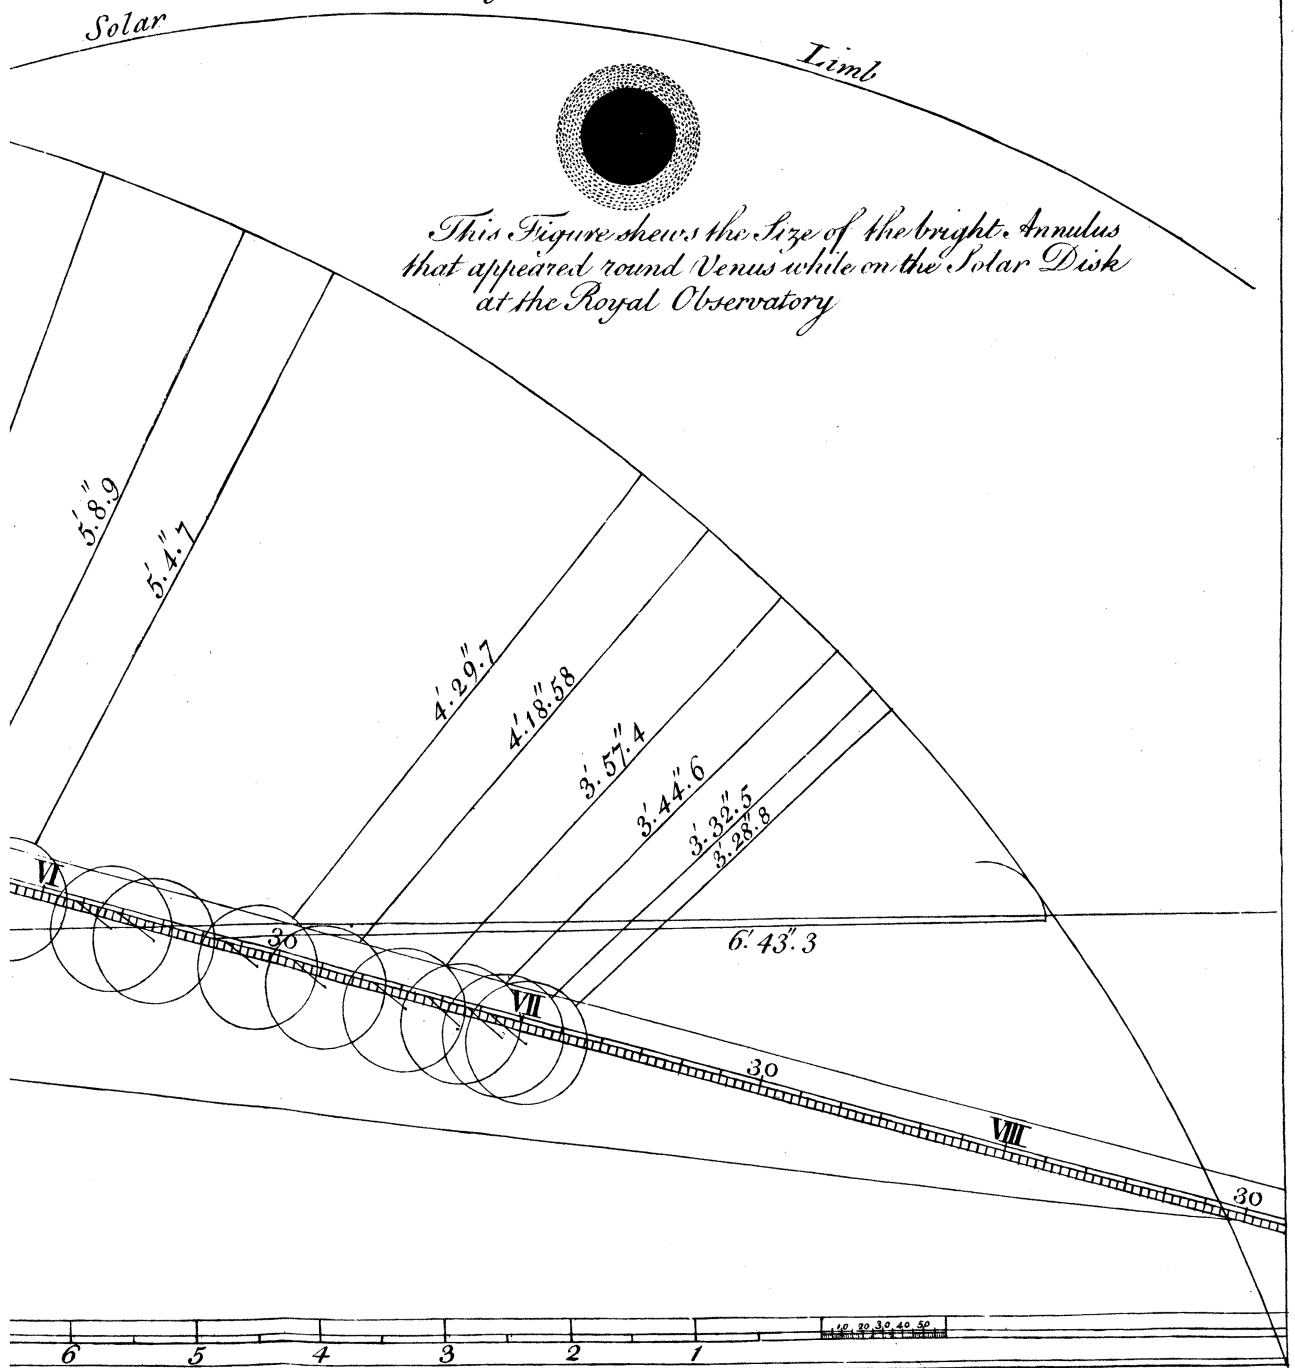 Solar
Limb
This Figure shews the Size of the bright Annulus
that appeared round Venus while on the Solar Disk
at the Royal Observatory
5'.8".9
5'.4".7
4'.29".7
4'.18".58
3'.57".4
3'.44".6
3'.32".5
3'.28".8
6'.43".3
VI
30
VII
30
VIII
30
10 20 30 40 50
6 5 4 3 2 1